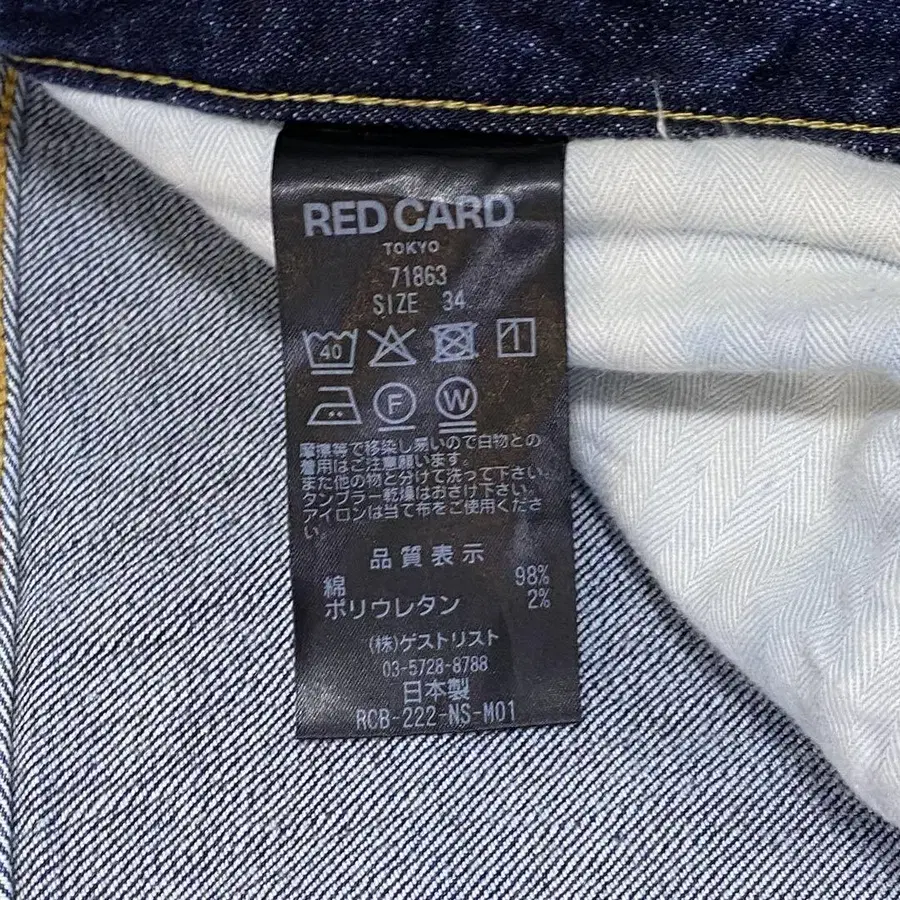 RED CARD
TOKYO
71863
SIZE 34
40
F W
摩擦等で移染し易いので白物との
着用はご注意願います。
また他の物と分けて洗って下さい。
タンブラー乾燥はおさけ下さい。
アイロンは当て布をご使用くださ
い。
品質表示
綿 98%
ポリウレタン 2%
(株)ゲストリスト
03-5728-8788
日本製
RCB-222-NS-M01